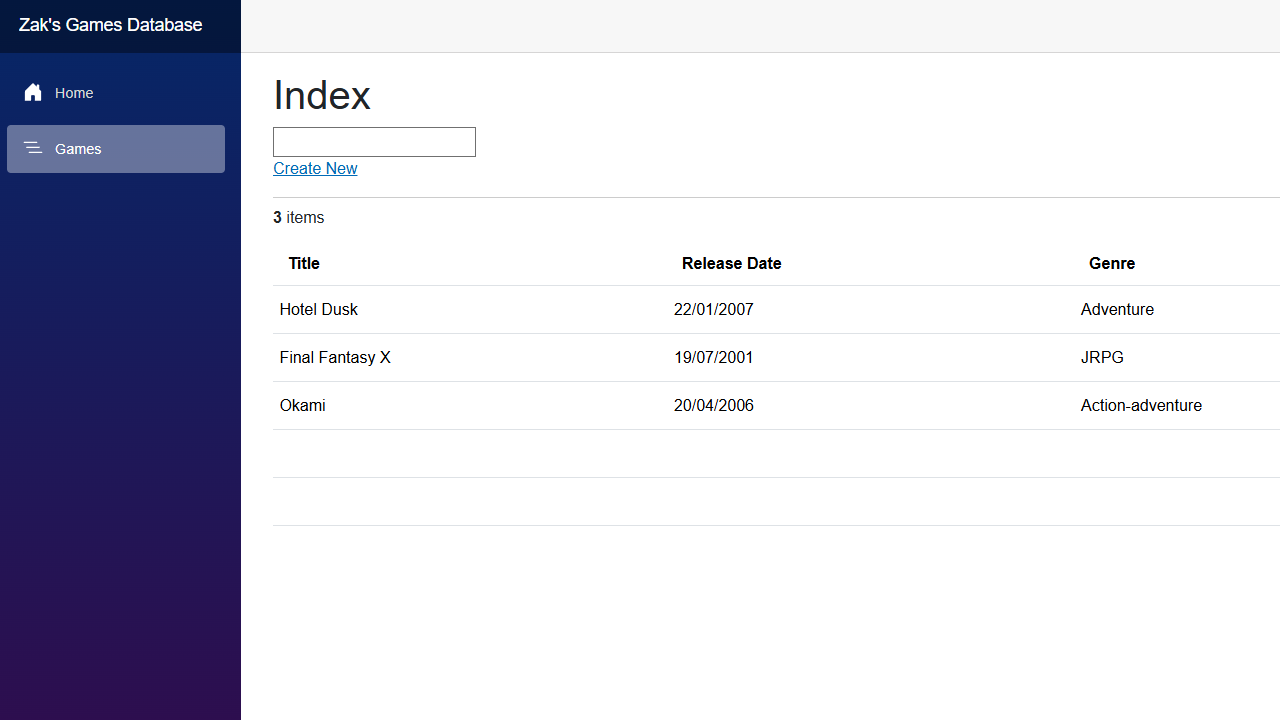 Zak's Games Database
Home
Games
Index
Create New
3 items
Title Release Date Genre
Hotel Dusk 22/01/2007 Adventure
Final Fantasy X 19/07/2001 JRPG
Okami 20/04/2006 Action-adventure